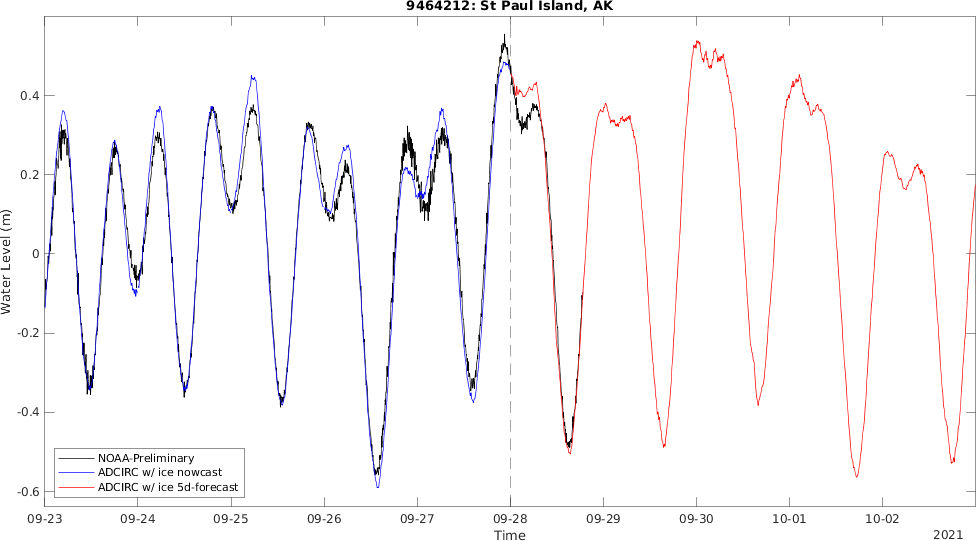 9464212: St Paul Island, AK
Water Level (m)
0.4
0.2
0
-0.2
-0.4
-0.6
NOAA-Preliminary
ADCIRC w/ ice nowcast
ADCIRC w/ ice 5d-forecast
09-23 09-24 09-25 09-26 09-27 09-28 09-29 09-30 10-01 10-02
Time
2021